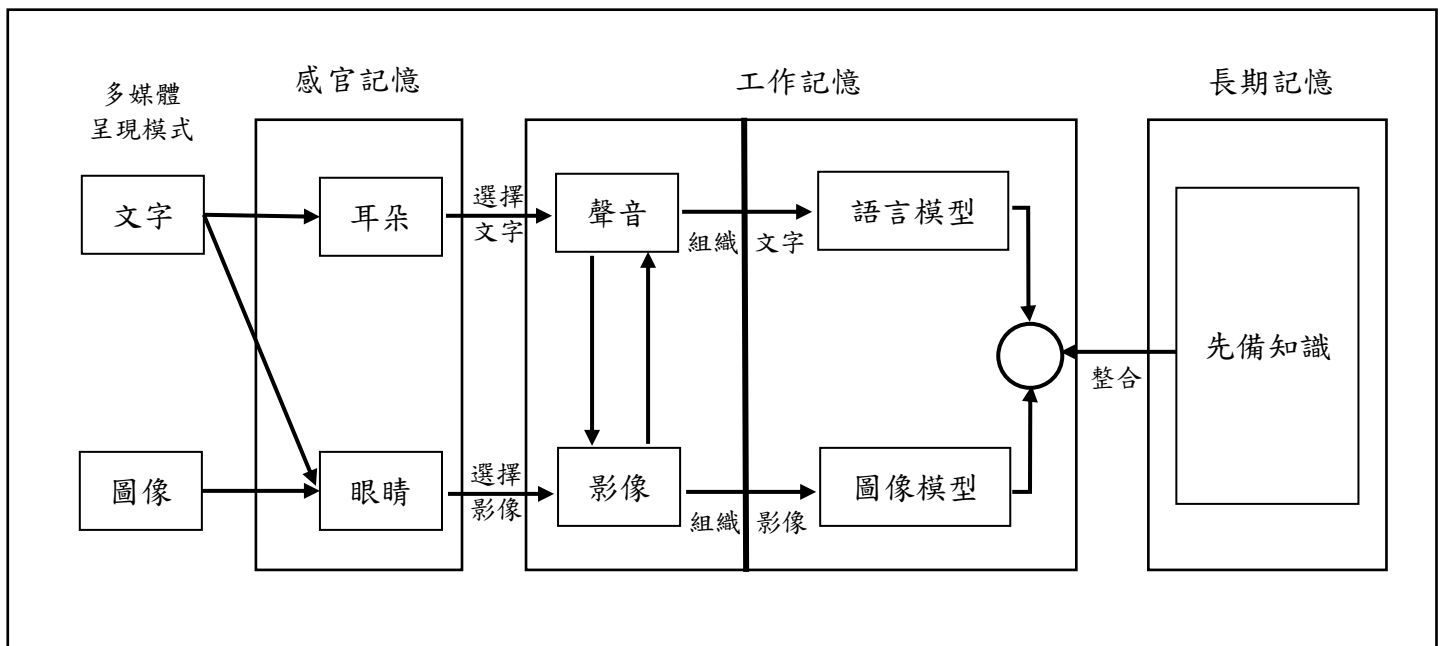 多媒體
呈現模式
感官記憶
工作記憶
長期記憶
文字
耳朵
選擇
文字
聲音
組織
文字
語言模型
先備知識
整合
圖像
眼睛
選擇
影像
影像
組織
影像
圖像模型